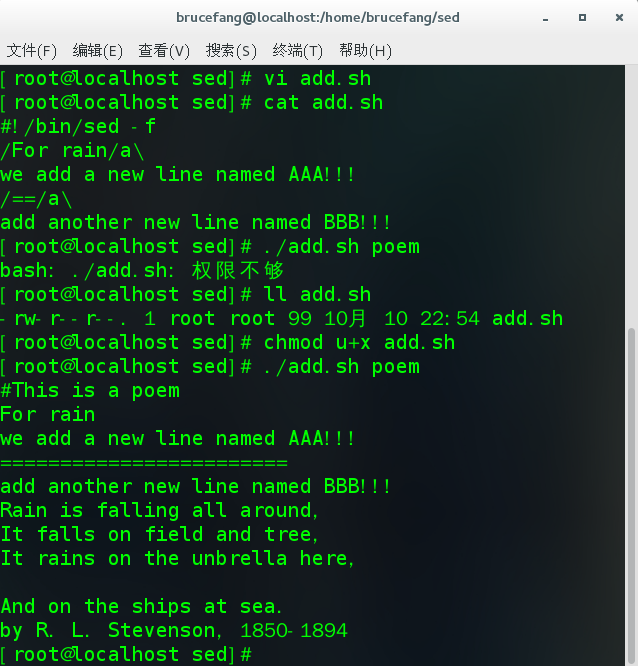 brucefang@localhost:/home/brucefang/sed
文件(F) 编辑(E) 查看(V) 搜索(S) 终端(T) 帮助(H)
[root@localhost sed]# vi add.sh
[root@localhost sed]# cat add.sh
#!/bin/sed -f
/For rain/a\
we add a new line named AAA!!!
/==/a\
add another new line named BBB!!!
[root@localhost sed]# ./add.sh poem
bash: ./add.sh: 权限不够
[root@localhost sed]# ll add.sh
-rw-r--r--. 1 root root 99 10月 10 22:54 add.sh
[root@localhost sed]# chmod u+x add.sh
[root@localhost sed]# ./add.sh poem
#This is a poem
For rain
we add a new line named AAA!!!
========================
add another new line named BBB!!!
Rain is falling all around,
It falls on field and tree,
It rains on the unbrella here,
And on the ships at sea.
by R. L. Stevenson, 1850-1894
[root@localhost sed]#